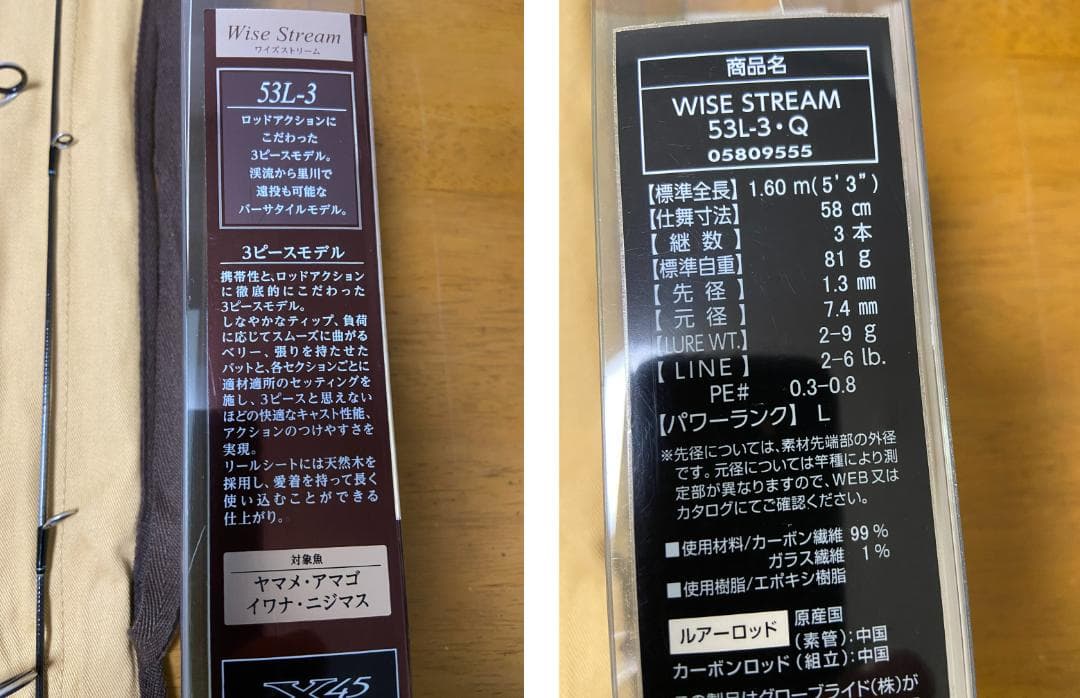 Wise Stream
ワイズストリーム
53L-3
ロッドアクションに
こだわった
3ピースモデル。
渓流から里川で
遠投も可能な
バーサタイルモデル。
3ピースモデル
携帯性と、ロッドアクション
に徹底的にこだわった
3ピースモデル。
しなやかなティップ、負荷
に応じてスムーズに曲がる
ベリー、張りを持たせた
バットと、各セクションごとに
適材適所のセッティングを
施し、3ピースと思えない
ほどの快適なキャスト性能、
アクションのつけやすさを
実現。
リールシートには天然木を
採用し、愛着を持って長く
使い込むことができる
仕上がり。
対象魚
ヤマメ・アマゴ
イワナ・ニジマス
X45
商品名
WISE STREAM
53L-3・Q
05809555
【標準全長】 1.60 m(5'3")
【仕舞寸法】 58 cm
【継数】 3 本
【標準自重】 81 g
【先径】 1.3 mm
【元径】 7.4 mm
【LURE WT.】 2-9 g
【LINE】 2-6 lb.
PE# 0.3-0.8
【パワーランク】 L
※先径については、素材先端部の外径
です。元径については竿種により測
定部が異なりますので、WEB又は
カタログにてご確認ください。
■使用材料/カーボン繊維 99%
ガラス繊維 1%
■使用樹脂/エポキシ樹脂
ルアーロッド
原産国
(素管):中国
カーボンロッド (組立):中国
この製品はグローブライド(株)が